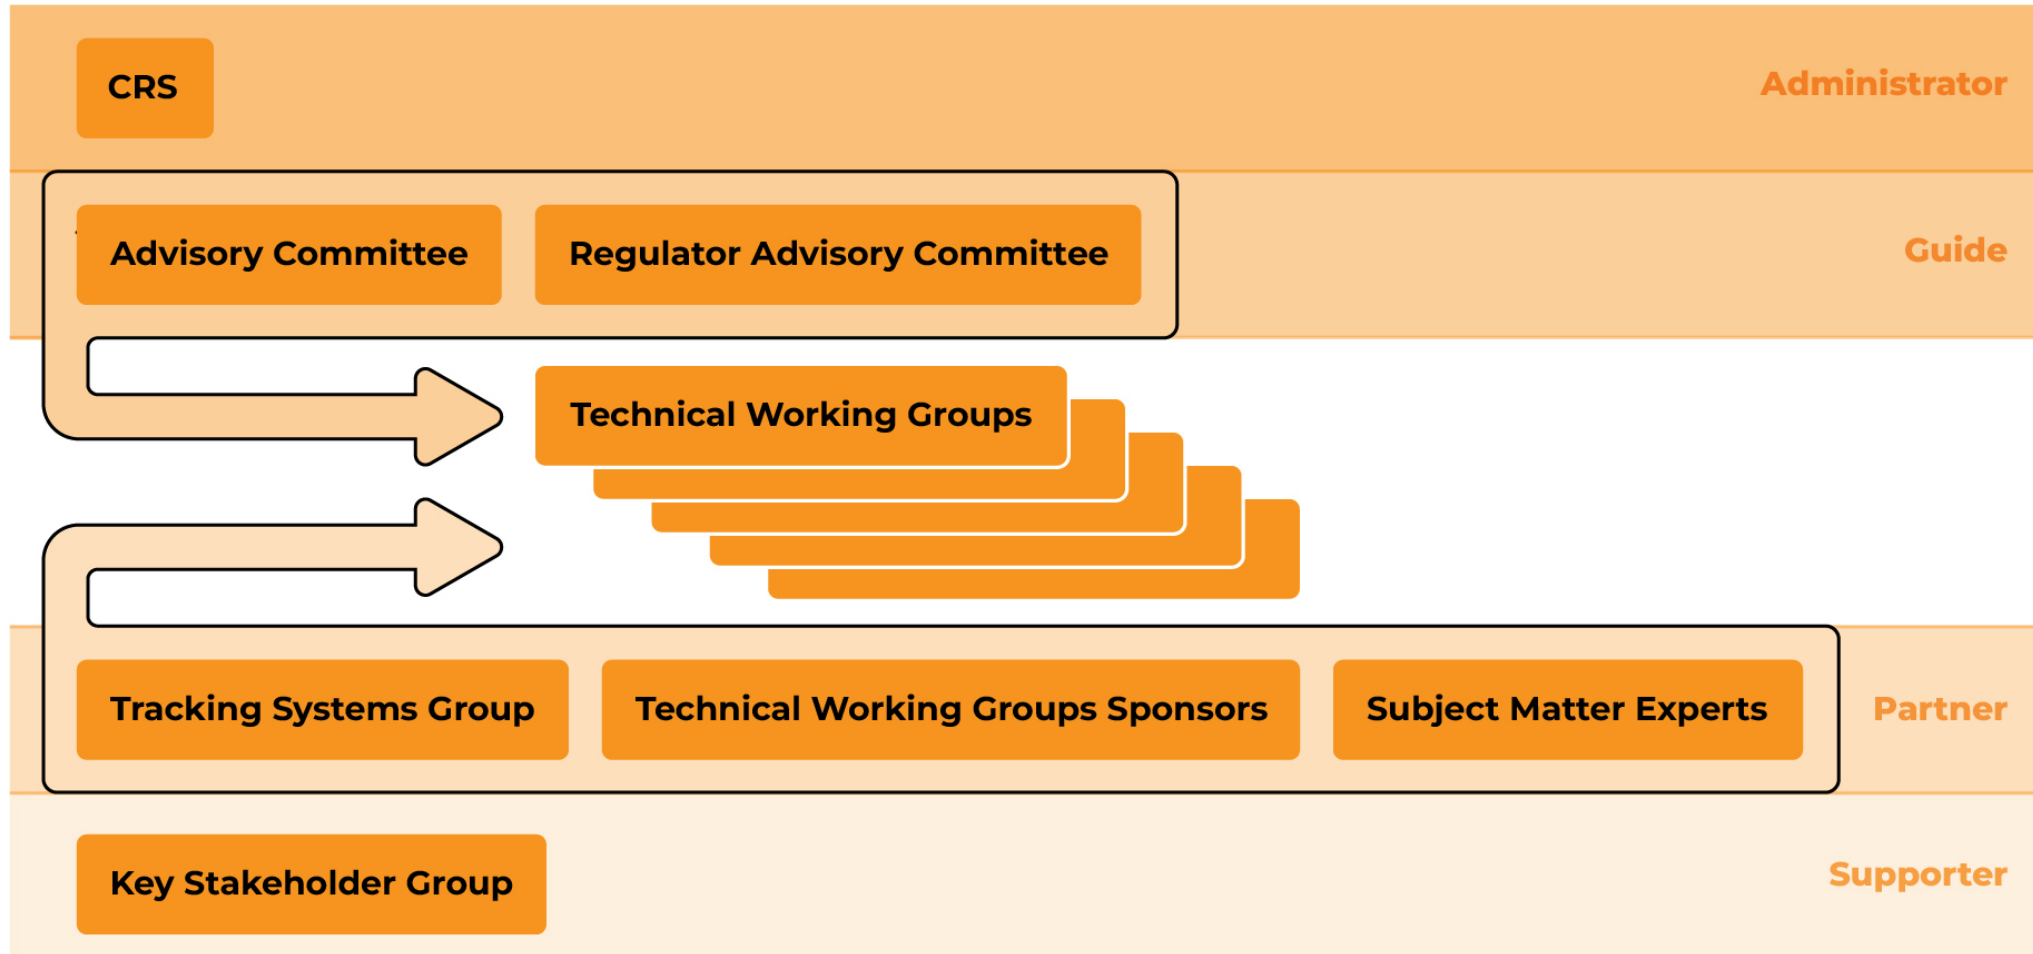 CRS
Administrator
Advisory Committee
Regulator Advisory Committee
Guide
Technical Working Groups
Tracking Systems Group
Technical Working Groups Sponsors
Subject Matter Experts
Partner
Key Stakeholder Group
Supporter